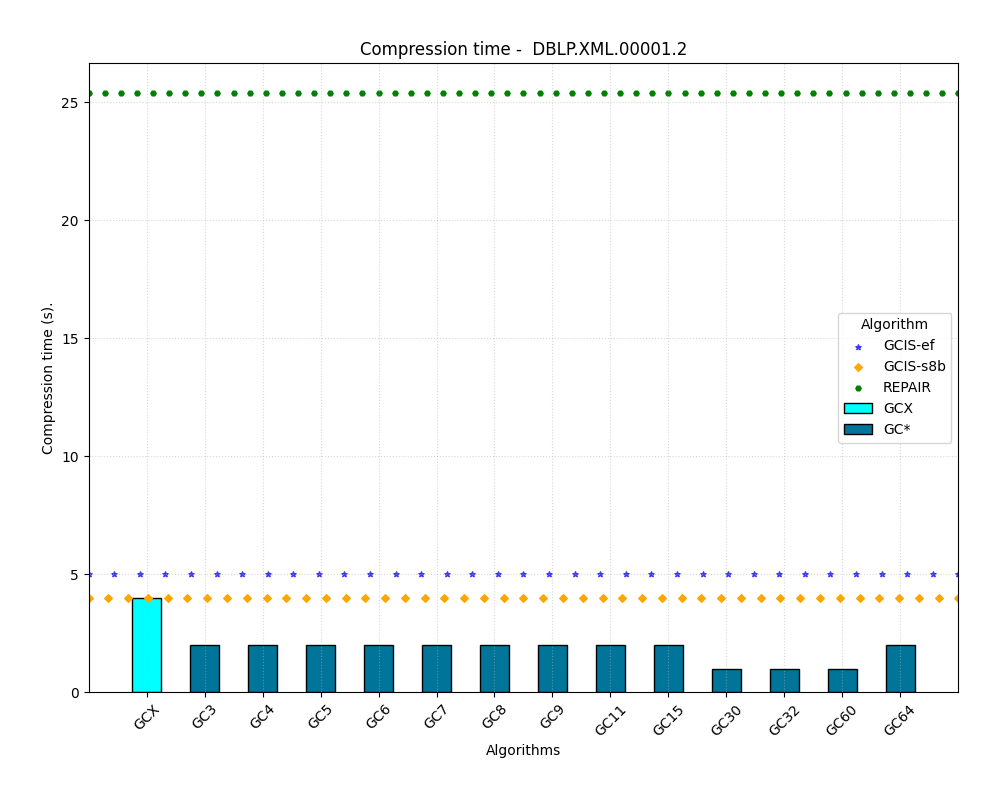 Compression time -  DBLP.XML.00001.2
Compression time (s).
25
20
15
10
5
0
Algorithm
GCIS-ef
GCIS-s8b
REPAIR
GCX
GC*
GCX
GC3
GC4
GC5
GC6
GC7
GC8
GC9
GC11
GC15
GC30
GC32
GC60
GC64
Algorithms